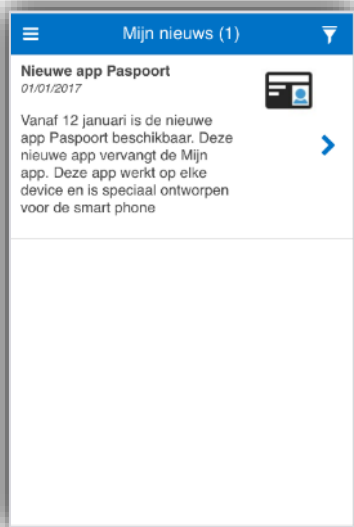 Mijn nieuws (1)
Nieuwe app Paspoort
01/01/2017
Vanaf 12 januari is de nieuwe
app Paspoort beschikbaar. Deze
nieuwe app vervangt de Mijn
app. Deze app werkt op elke
device en is speciaal ontworpen
voor de smart phone